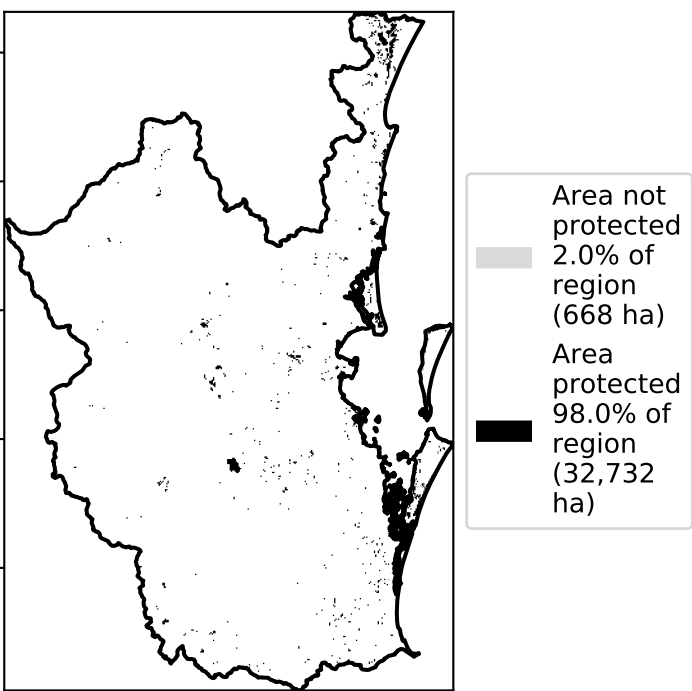 Area not
protected
2.0% of
region
(668 ha)
Area
protected
98.0% of
region
(32,732
ha)